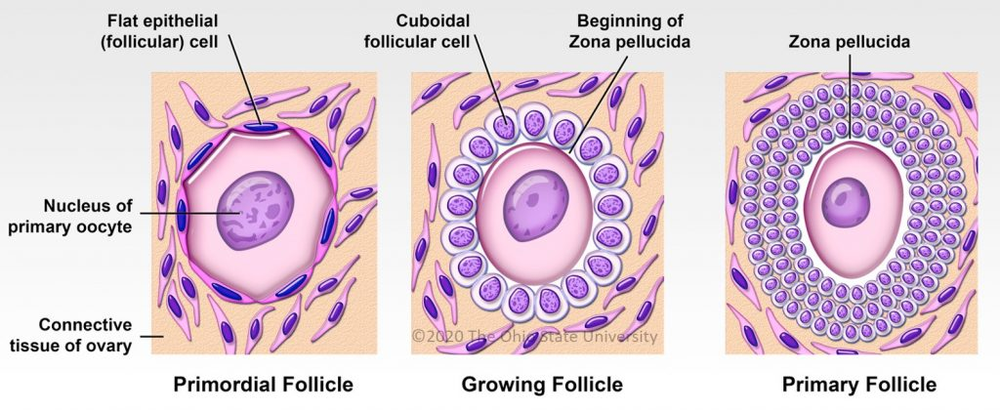 Flat epithelial
(follicular) cell
Cuboidal
follicular cell
Beginning of
Zona pellucida
Zona pellucida
Nucleus of
primary oocyte
Connective
tissue of ovary
©2020 The Ohio State University
Primordial Follicle
Growing Follicle
Primary Follicle